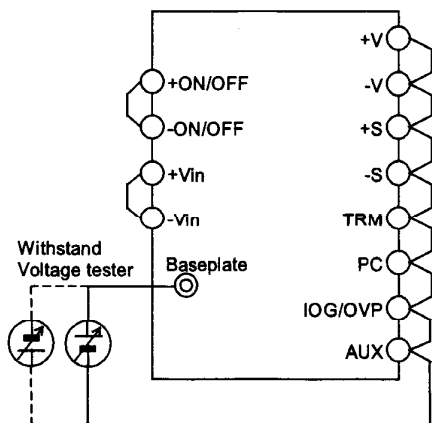 +ON/OFF
-ON/OFF
+Vin
-Vin
Withstand
Voltage tester
Baseplate
+V
-V
+S
-S
TRM
PC
IOG/OVP
AUX